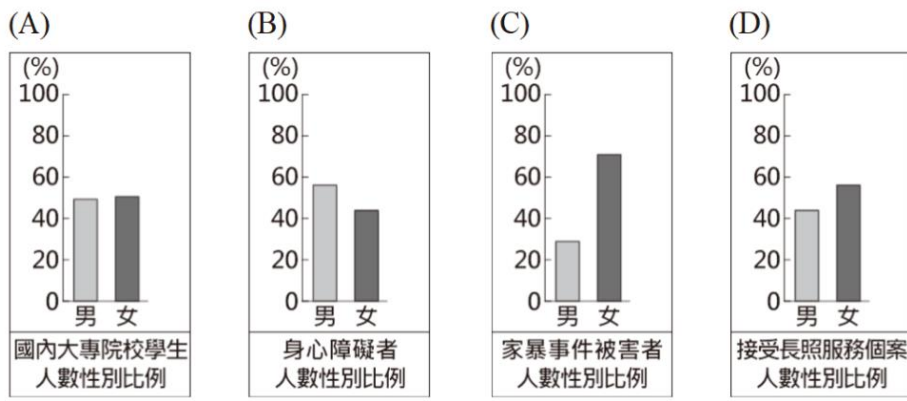 (A)
(%)
100
80
60
40
20
0
男 女
國內大專院校學生
人數性別比例
(B)
(%)
100
80
60
40
20
0
男 女
身心障礙者
人數性別比例
(C)
(%)
100
80
60
40
20
0
男 女
家暴事件被害者
人數性別比例
(D)
(%)
100
80
60
40
20
0
男 女
接受長照服務個案
人數性別比例